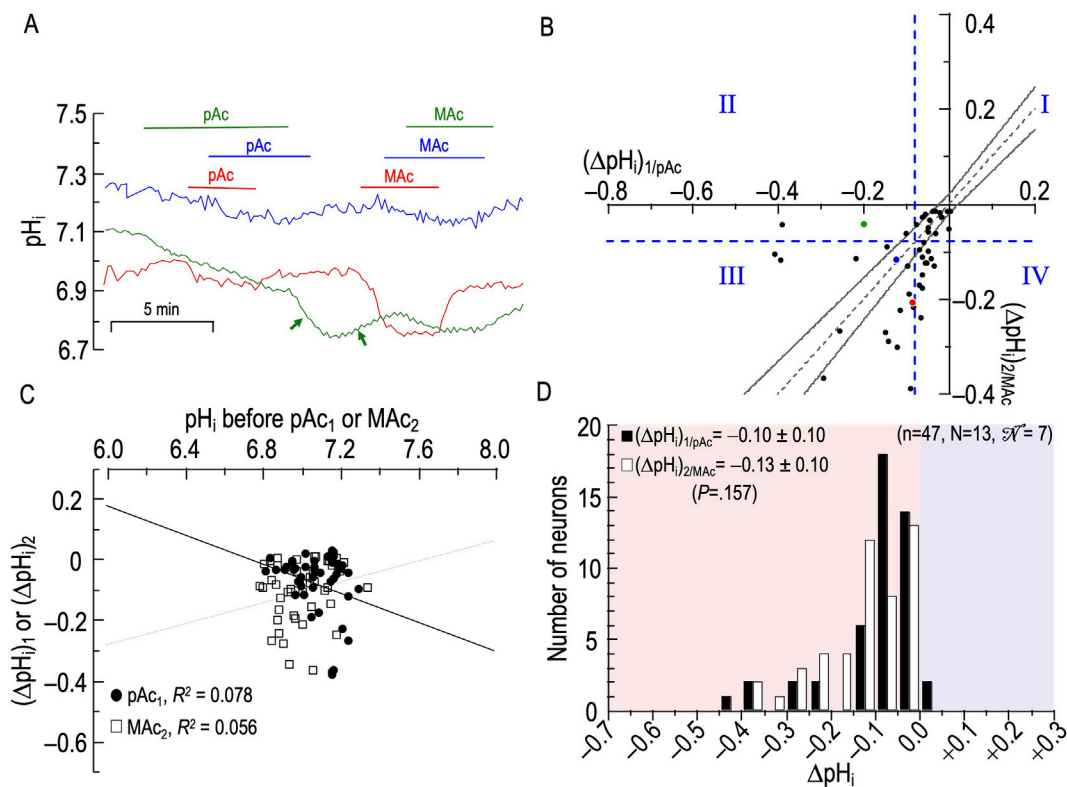 A
7.5
7.3
7.1
6.9
6.7
pHi
pAc
MAc
pAc
MAc
pAc
MAc
5 min
B
0.4
0.2
−0.2
−0.4
II
I
III
IV
(ΔpHi)1/pAc
−0.8
−0.6
−0.4
−0.2
0.2
(ΔpHi)2/MAc
C
pHi before pAc1 or MAc2
6.0
6.4
6.8
7.2
7.6
8.0
0.2
0
−0.2
−0.4
−0.6
(ΔpHi)1 or (ΔpHi)2
pAc1, R² = 0.078
MAc2, R² = 0.056
D
20
15
10
5
0
Number of neurons
(ΔpHi)1/pAc= −0.10 ± 0.10
(ΔpHi)2/MAc= −0.13 ± 0.10
(P=.157)
(n=47, N=13, 𝒩 = 7)
−0.7
−0.6
−0.5
−0.4
−0.3
−0.2
−0.1
0.0
+0.1
+0.2
+0.3
ΔpHi